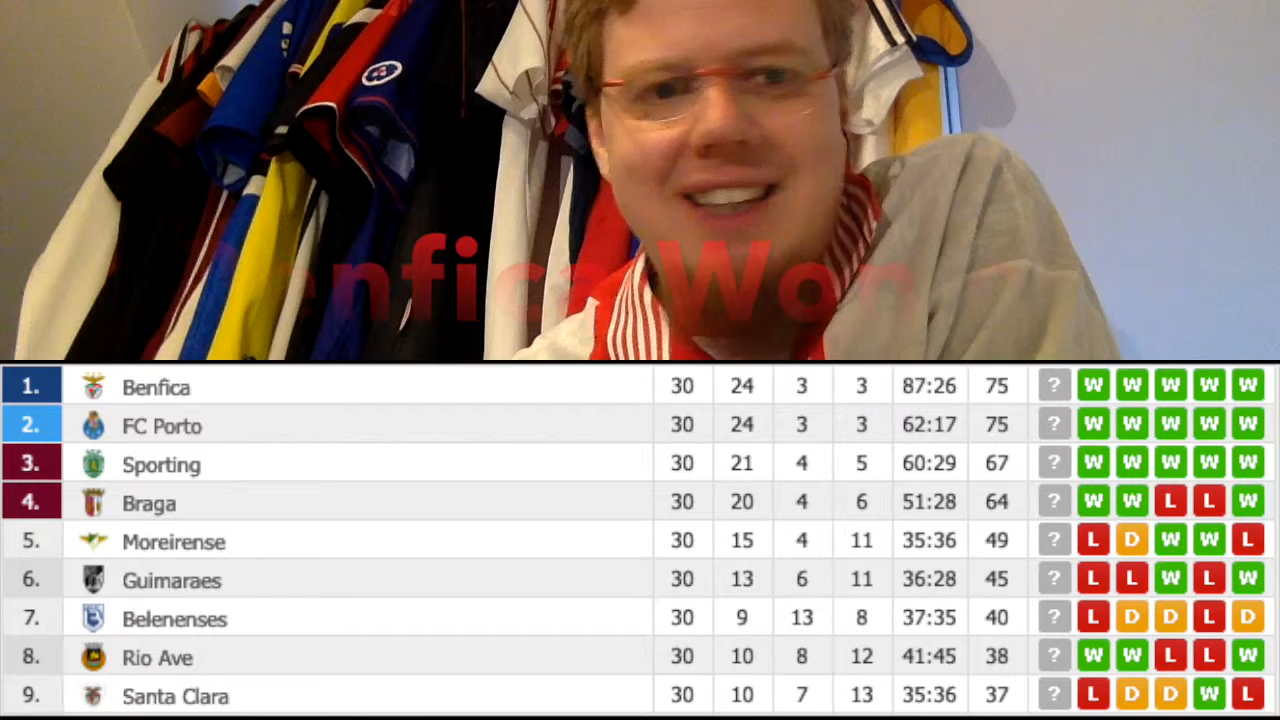 Benfica Won
1. Benfica 30 24 3 3 87:26 75 ? W W W W W
2. FC Porto 30 24 3 3 62:17 75 ? W W W W W
3. Sporting 30 21 4 5 60:29 67 ? W W W W W
4. Braga 30 20 4 6 51:28 64 ? W W L L W
5. Moreirense 30 15 4 11 35:36 49 ? L D W W L
6. Guimaraes 30 13 6 11 36:28 45 ? L L W L W
7. Belenenses 30 9 13 8 37:35 40 ? L D D L D
8. Rio Ave 30 10 8 12 41:45 38 ? W W L L W
9. Santa Clara 30 10 7 13 35:36 37 ? L D D W L